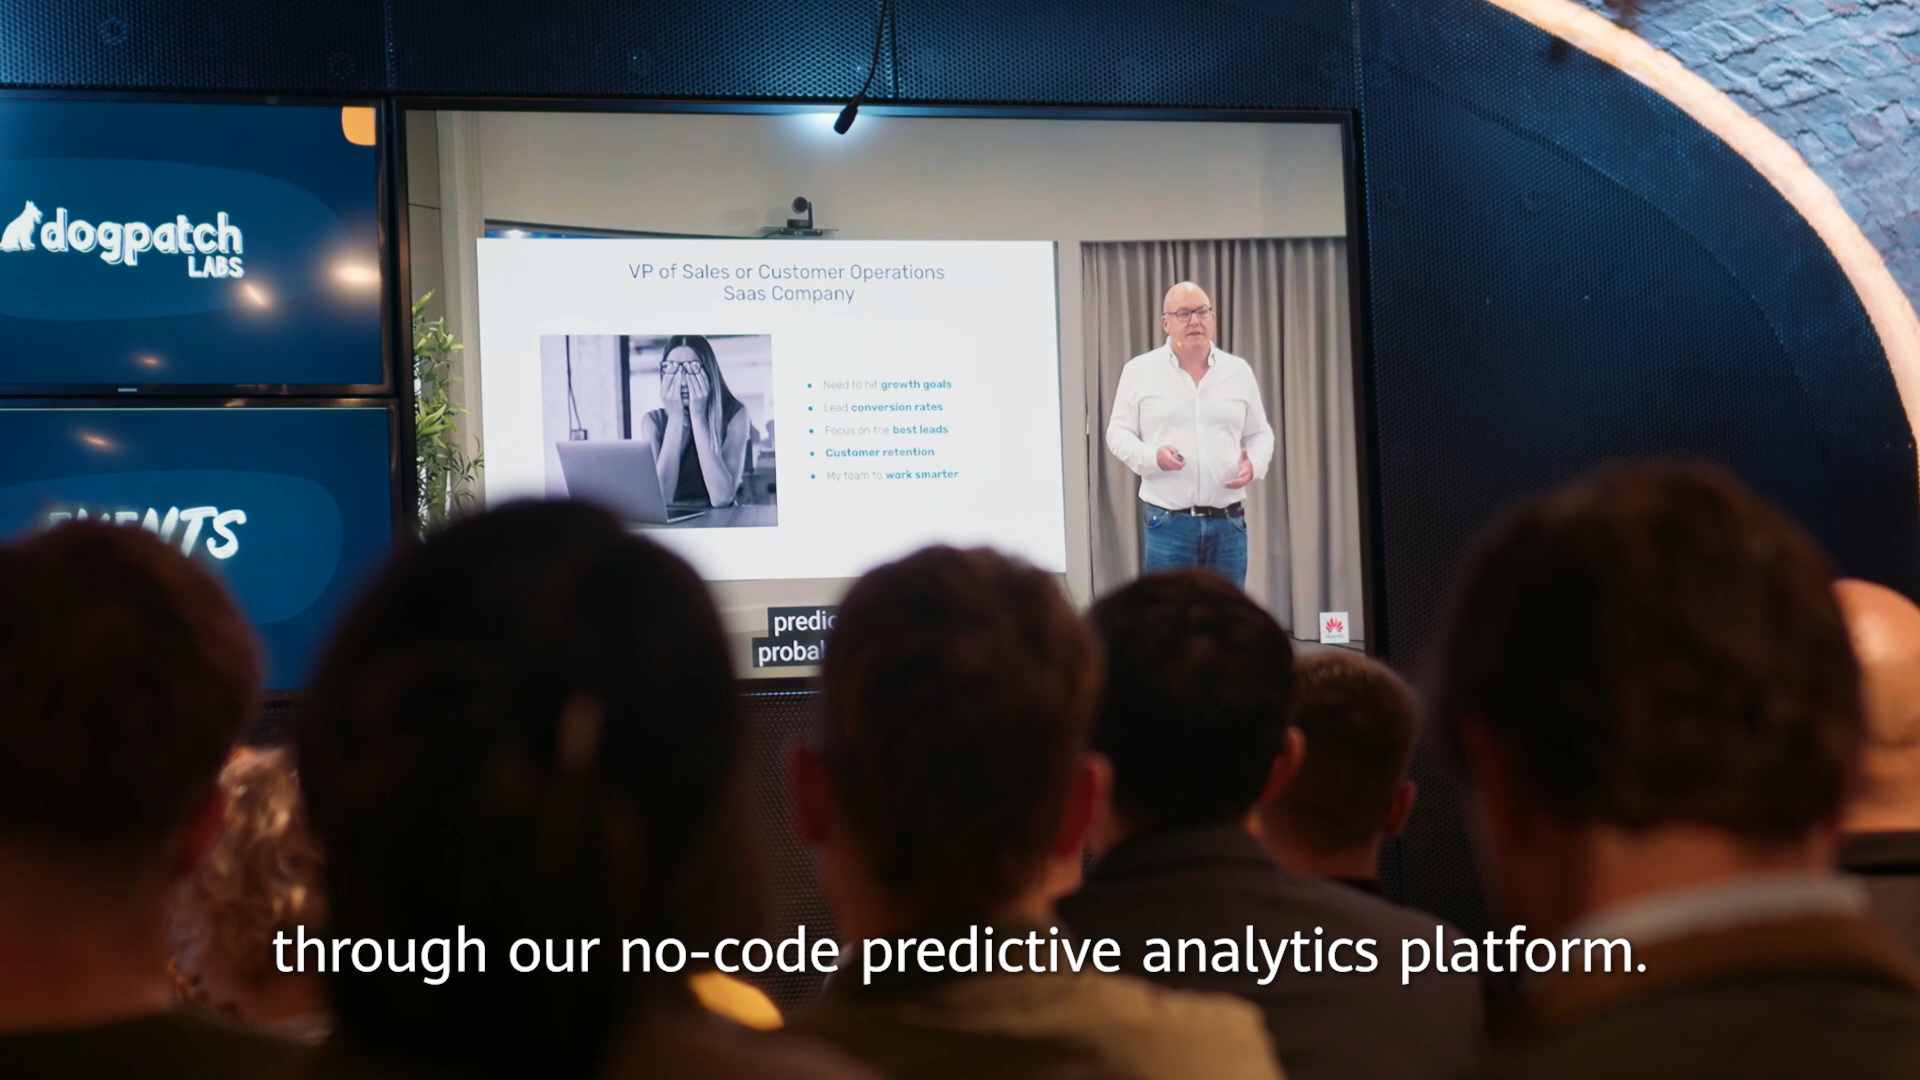 dogpatch
LABS
VP of Sales or Customer Operations
Saas Company
Need to hit growth goals
Lead conversion rates
Focus on the best leads
Customer retention
My team to work smarter
through our no-code predictive analytics platform.